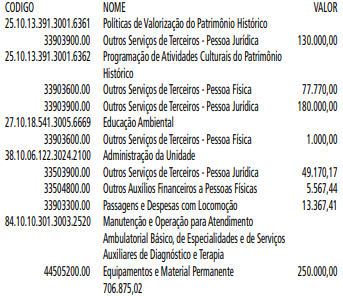 CODIGO NOME VALOR
25.10.13.391.3001.6361 Políticas de Valorização do Patrimônio Histórico
33903900.00 Outros Serviços de Terceiros - Pessoa Jurídica 130.000,00
25.10.13.391.3001.6362 Programação de Atividades Culturais do Patrimônio
Histórico
33903600.00 Outros Serviços de Terceiros - Pessoa Física 77.770,00
33903900.00 Outros Serviços de Terceiros - Pessoa Jurídica 180.000,00
27.10.18.541.3005.6669 Educação Ambiental
33903600.00 Outros Serviços de Terceiros - Pessoa Física 1.000,00
38.10.06.122.3024.2100 Administração da Unidade
33503900.00 Outros Serviços de Terceiros - Pessoa Jurídica 49.170,17
33504800.00 Outros Auxílios Financeiros a Pessoas Físicas 5.567,44
33903300.00 Passagens e Despesas com Locomoção 13.367,41
84.10.10.301.3003.2520 Manutenção e Operação para Atendimento
Ambulatorial Básico, de Especialidades e de Serviços
Auxiliares de Diagnóstico e Terapia
44505200.00 Equipamentos e Material Permanente 250.000,00
706.875,02